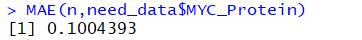 > MAE(n,need_data$MYC_Protein)
[1] 0.1004393